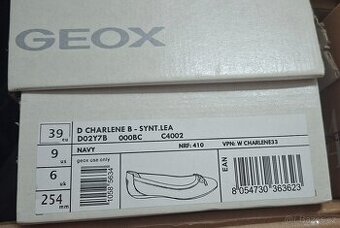 GEOX
39 eu
D CHARLENE B - SYNT.LEA
D02Y7B 000BC C4002
9 us
NAVY NRF: 410 VPN: W CHARLENE33
geox use only
6 uk
254 mm
EAN
8 054730 363623